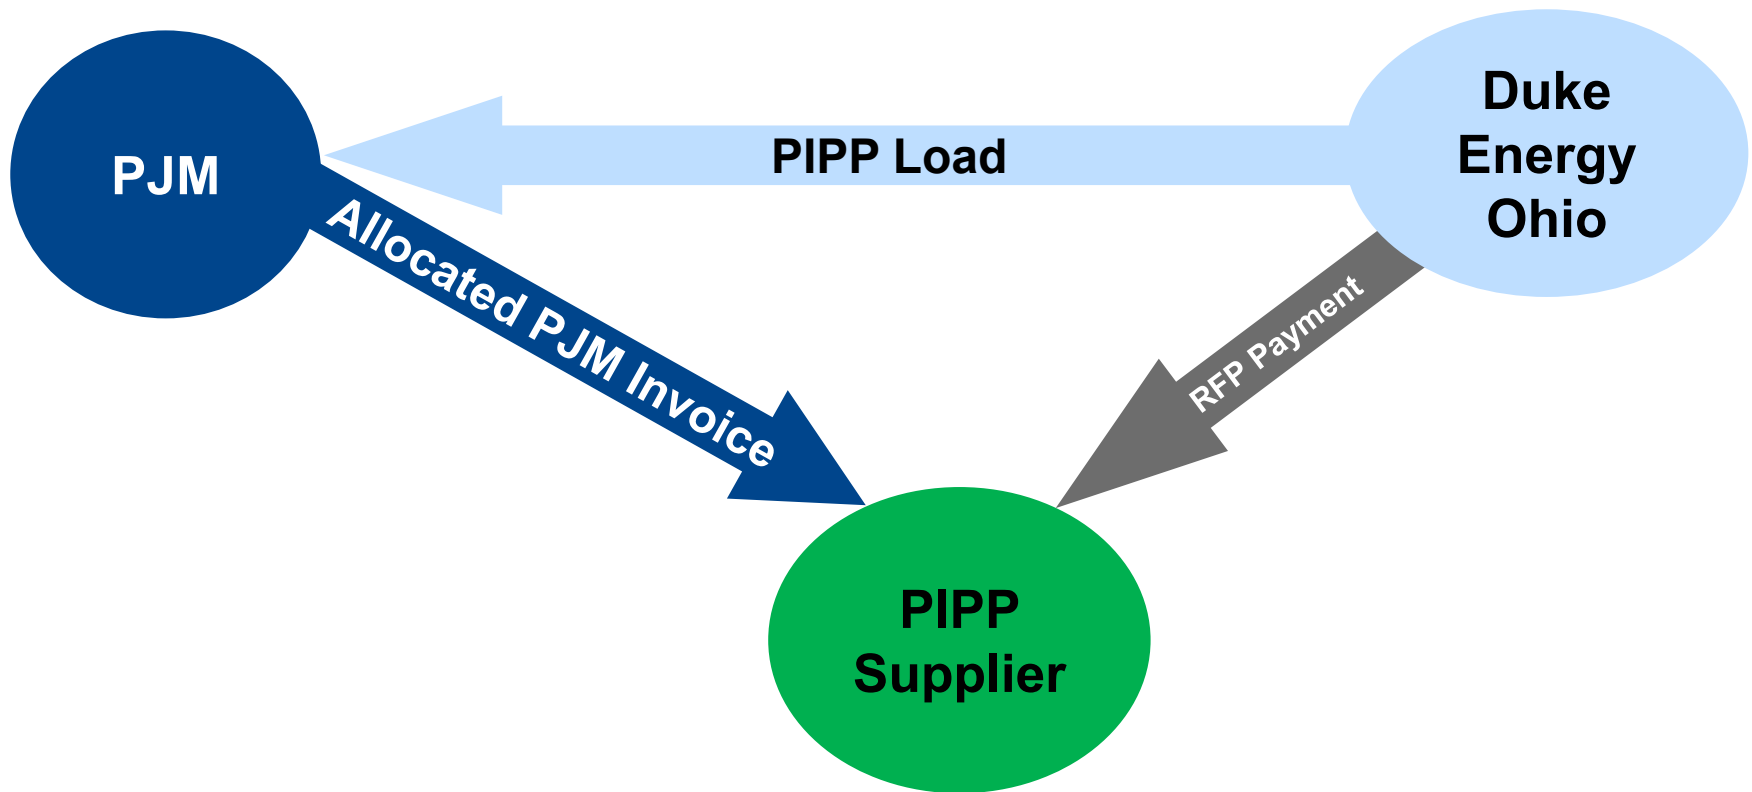 PJM
PIPP Load
Duke
Energy
Ohio
Allocated PJM Invoice
RFP Payment
PIPP
Supplier